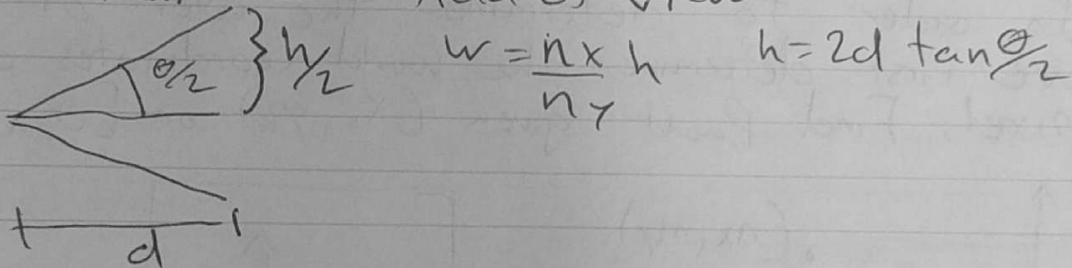 θ/2 } h/2 w = nx/ny h h = 2d tan θ/2
d